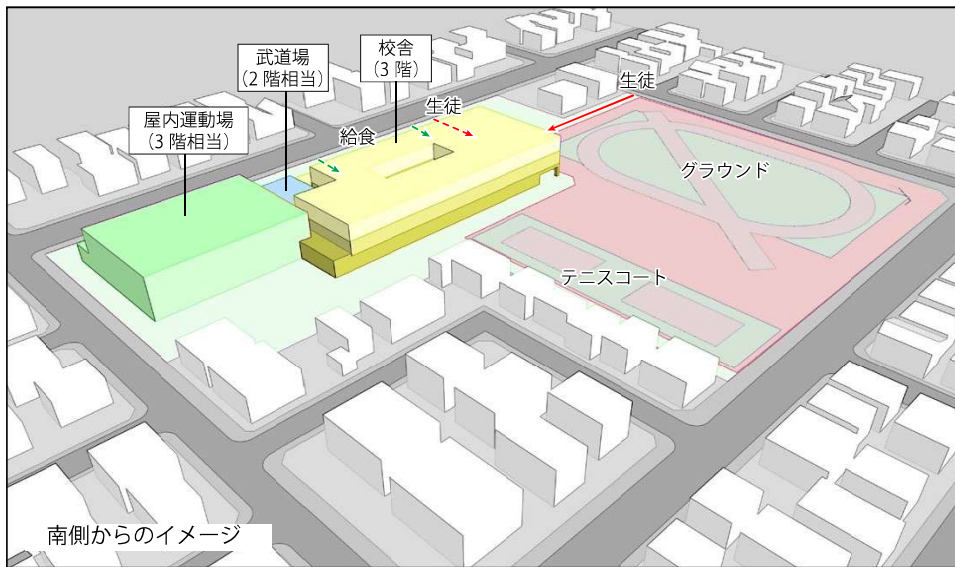 校舎
（3 階）
武道場
（2 階相当）
生徒
生徒
屋内運動場
（3 階相当）
給食
グラウンド
テニスコート
南側からのイメージ